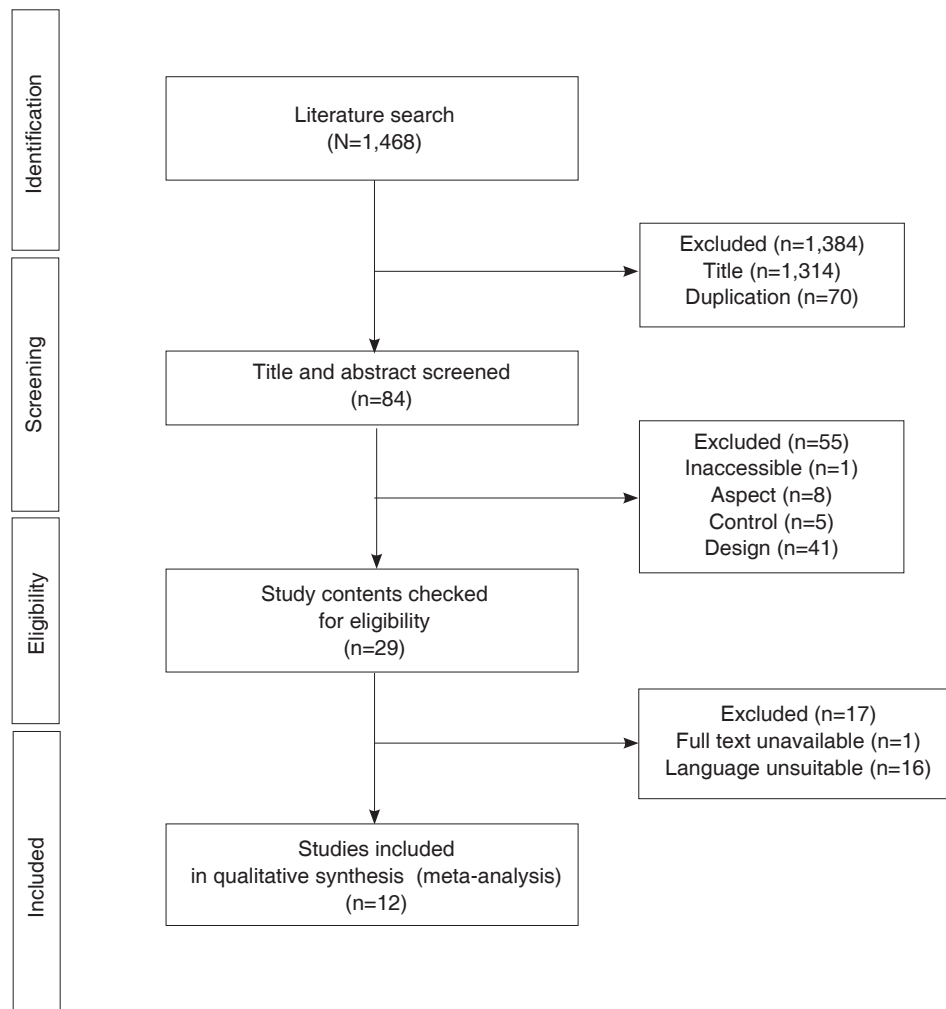 Identification
Literature search
(N=1,468)
Excluded (n=1,384)
Title (n=1,314)
Duplication (n=70)
Screening
Title and abstract screened
(n=84)
Excluded (n=55)
Inaccessible (n=1)
Aspect (n=8)
Control (n=5)
Design (n=41)
Eligibility
Study contents checked
for eligibility
(n=29)
Excluded (n=17)
Full text unavailable (n=1)
Language unsuitable (n=16)
Included
Studies included
in qualitative synthesis (meta-analysis)
(n=12)